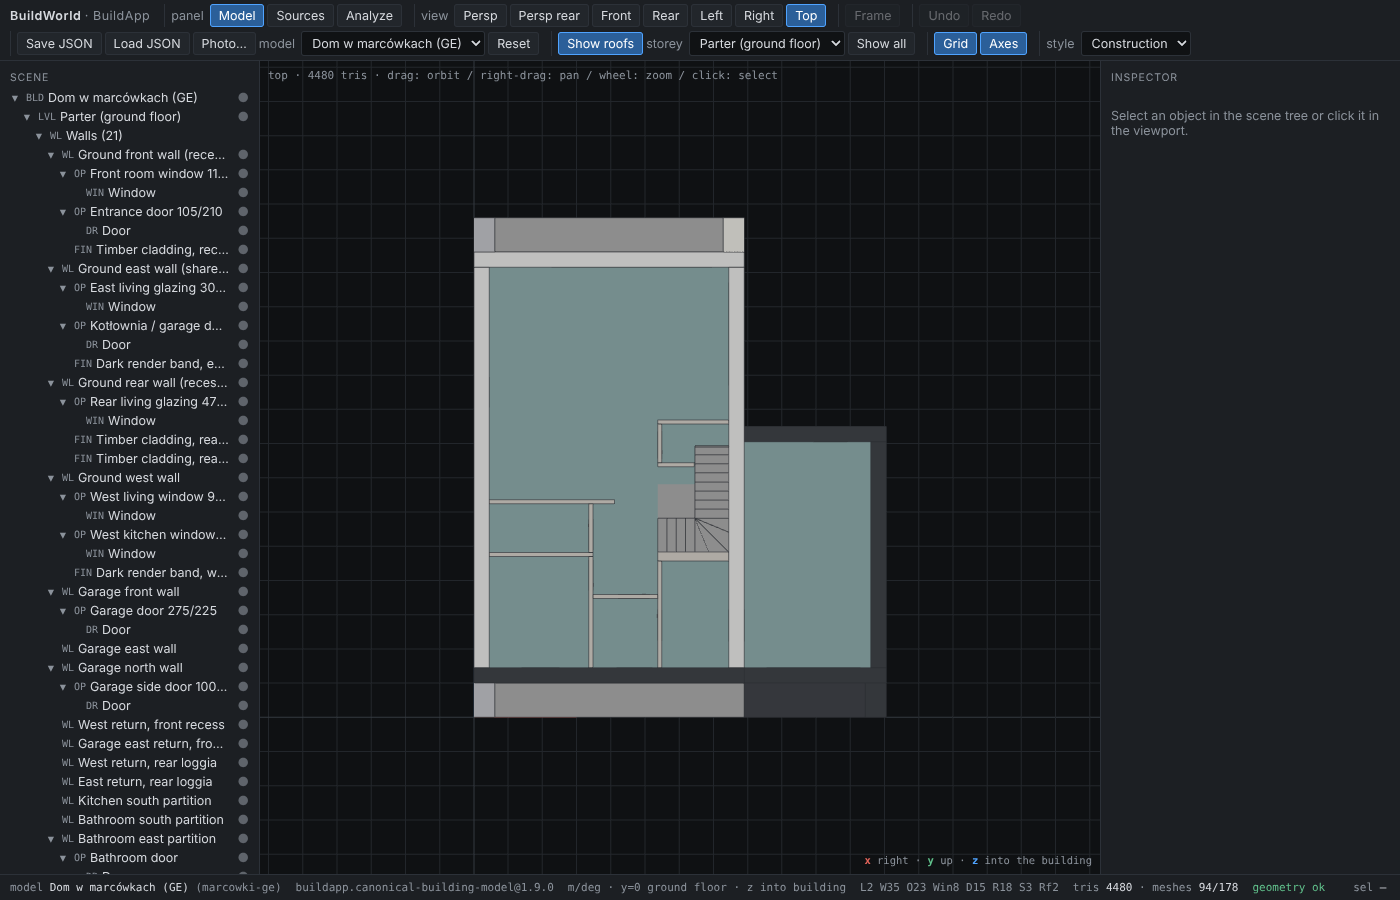 BuildWorld · BuildApp panel Model Sources Analyze view Persp Persp rear Front Rear Left Right Top Frame Undo Redo
Save JSON Load JSON Photo... model Dom w marcówkach (GE) Reset Show roofs storey Parter (ground floor) Show all Grid Axes style Construction
SCENE
BLD Dom w marcówkach (GE)
LVL Parter (ground floor)
WL Walls (21)
WL Ground front wall (rece...
OP Front room window 11...
WIN Window
OP Entrance door 105/210
DR Door
FIN Timber cladding, rec...
WL Ground east wall (share...
OP East living glazing 30...
WIN Window
OP Kotłownia / garage d...
DR Door
FIN Dark render band, e...
WL Ground rear wall (reces...
OP Rear living glazing 47...
WIN Window
FIN Timber cladding, rea...
FIN Timber cladding, rea...
WL Ground west wall
OP West living window 9...
WIN Window
OP West kitchen window...
WIN Window
FIN Dark render band, w...
WL Garage front wall
OP Garage door 275/225
DR Door
WL Garage east wall
WL Garage north wall
OP Garage side door 100...
DR Door
WL West return, front recess
WL Garage east return, fro...
WL West return, rear loggia
WL East return, rear loggia
WL Kitchen south partition
WL Bathroom south partition
WL Bathroom east partition
OP Bathroom door
top · 4480 tris · drag: orbit / right-drag: pan / wheel: zoom / click: select
x right · y up · z into the building
INSPECTOR
Select an object in the scene tree or click it in
the viewport.
model Dom w marcówkach (GE) (marcowki-ge) buildapp.canonical-building-model@1.9.0 m/deg · y=0 ground floor · z into building L2 W35 O23 Win8 D15 R18 S3 Rf2 tris 4480 · meshes 94/178 geometry ok sel —